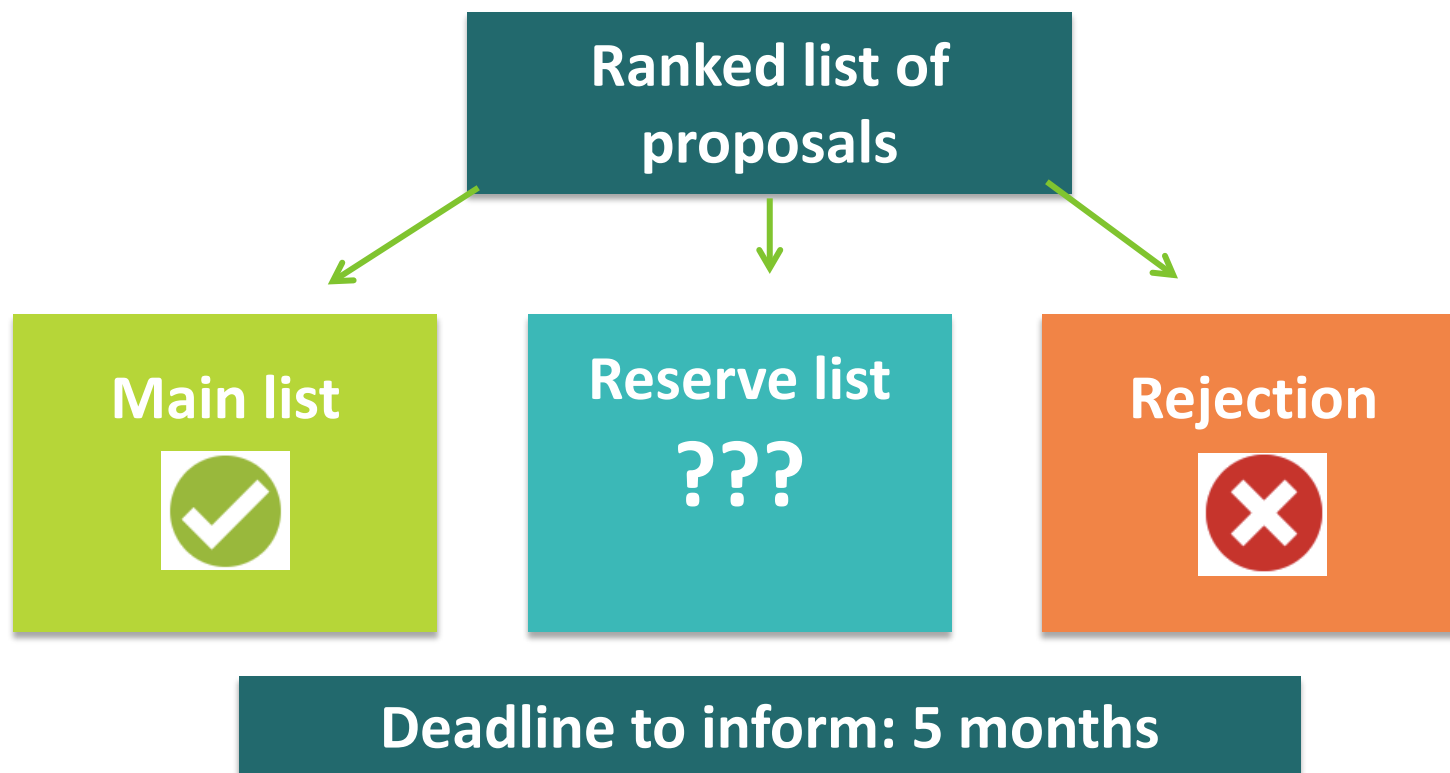 Ranked list of
proposals
Main list
Reserve list
???
Rejection
Deadline to inform: 5 months